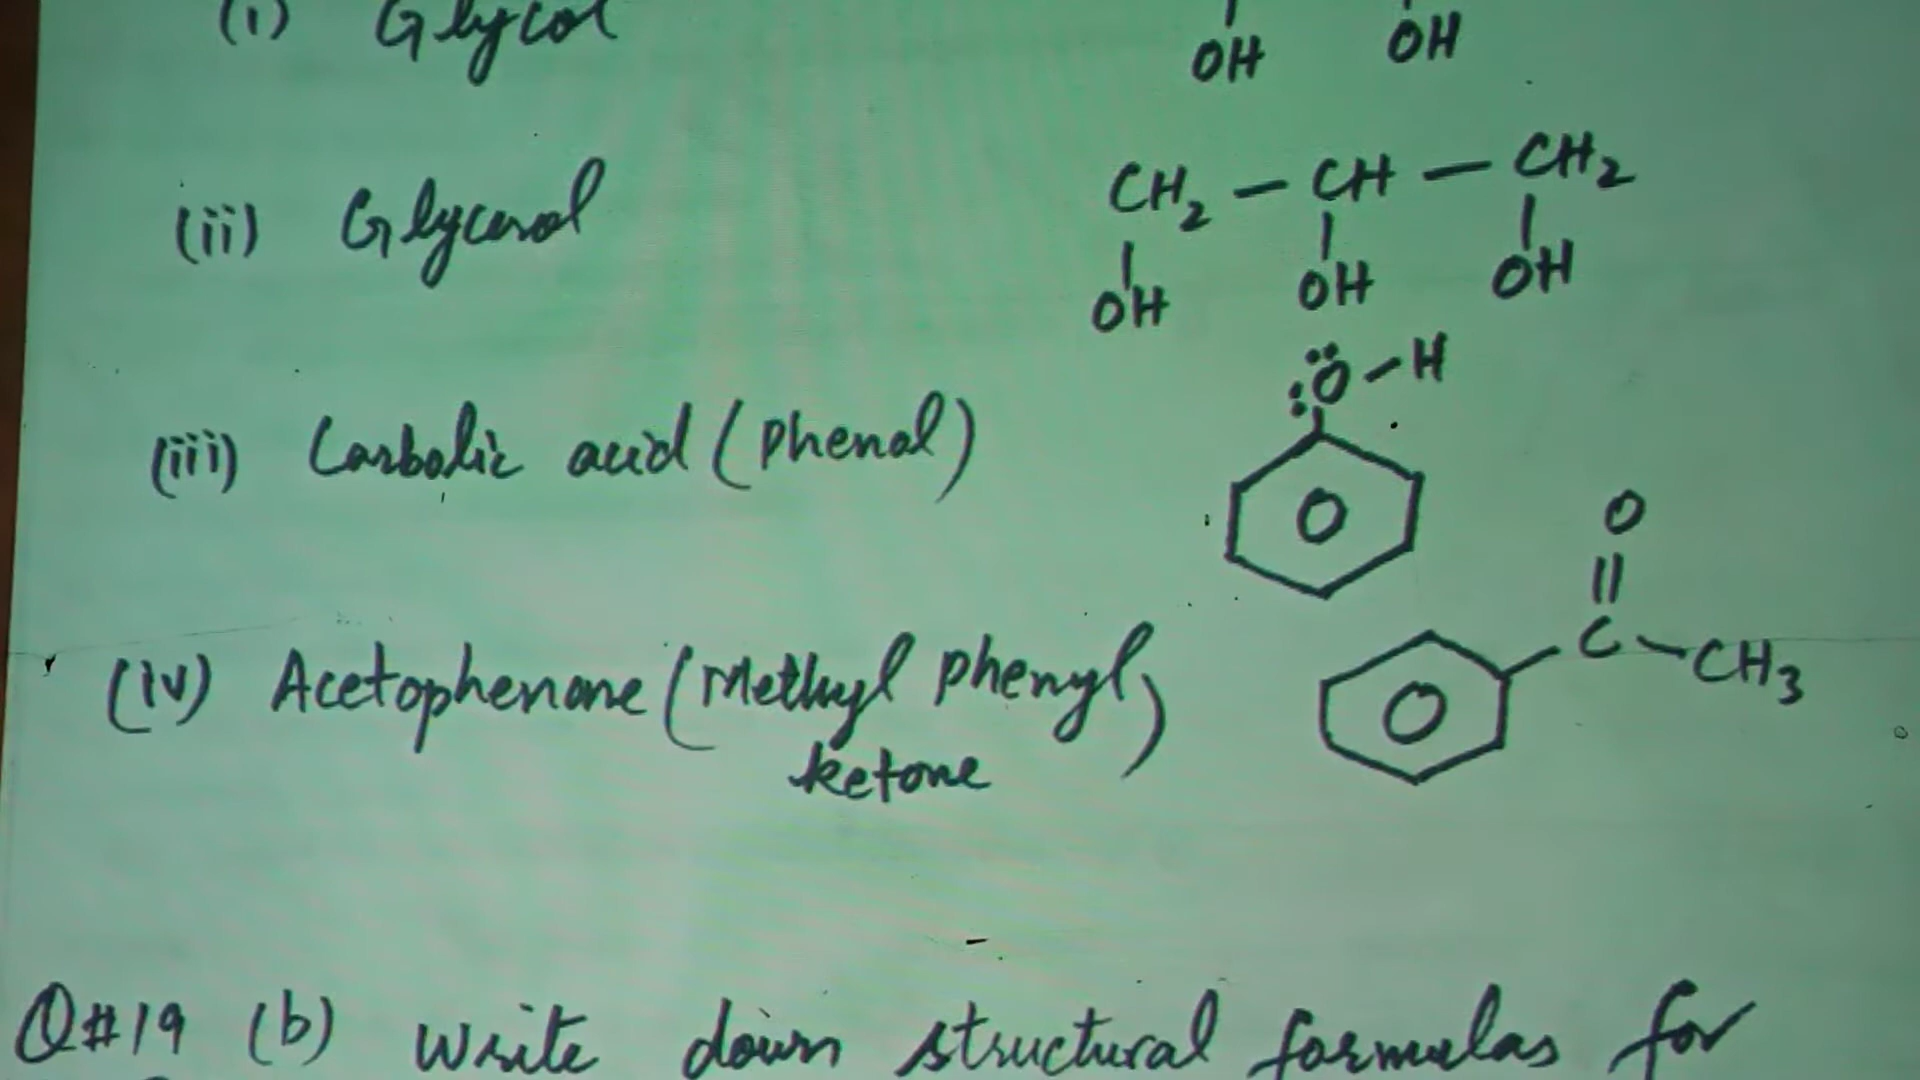 (i) Glycol
OH OH
(ii) Glycerol
CH2 — CH — CH2
OH OH OH
O-H
(iii) Carbolic acid (Phenol)
O
(iv) Acetophenone (Methyl phenyl ketone)
C-CH3
Q#19 (b) Write down structural formulas for